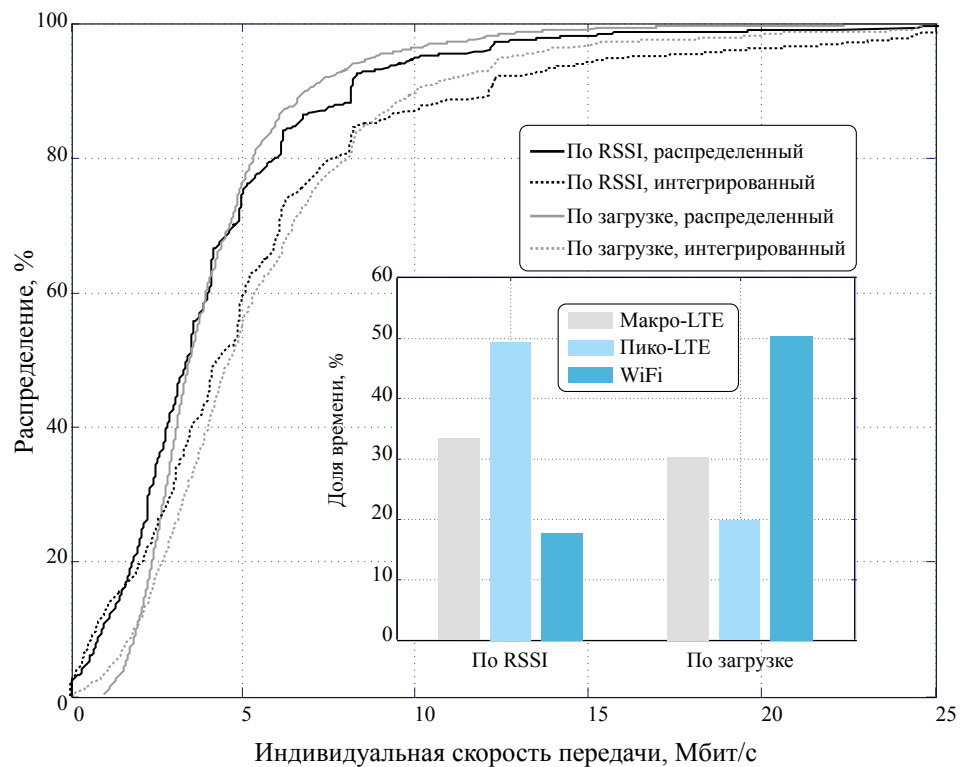 100
80
60
40
20
0
Распределение, %
0
5
10
15
20
25
Индивидуальная скорость передачи, Мбит/с
По RSSI, распределенный
По RSSI, интегрированный
По загрузке, распределенный
По загрузке, интегрированный
60
50
40
30
20
10
0
Доля времени, %
Макро-LTE
Пико-LTE
WiFi
По RSSI
По загрузке